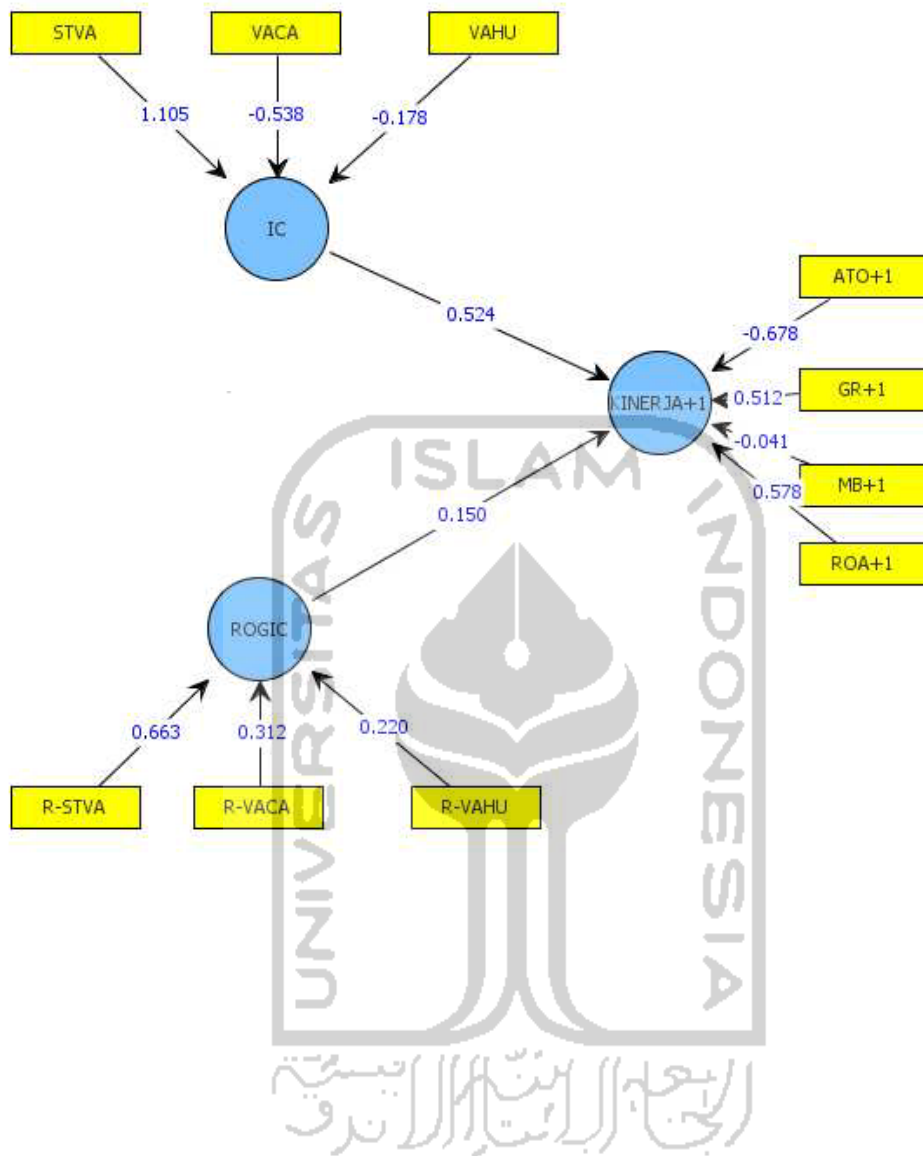 STVA
VACA
VAHU
1.105
-0.538
-0.178
IC
0.524
ATO+1
-0.678
KINERJA+1
0.512
GR+1
-0.041
MB+1
0.578
ROA+1
0.150
ROGIC
0.663
0.312
0.220
R-STVA
R-VACA
R-VAHU
UNIVERSITAS
ISLAM
INDONESIA